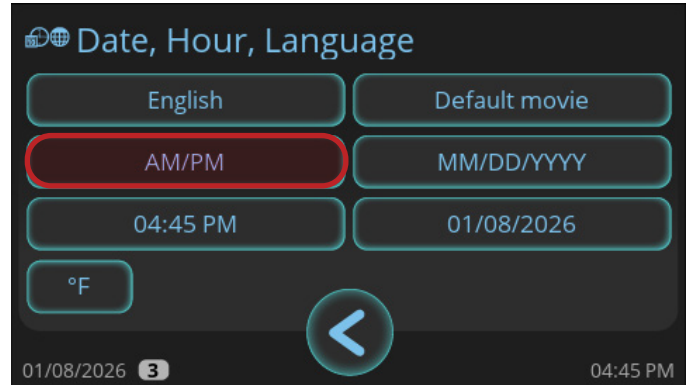 Date, Hour, Language
English
Default movie
AM/PM
MM/DD/YYYY
04:45 PM
01/08/2026
°F
01/08/2026 3
04:45 PM